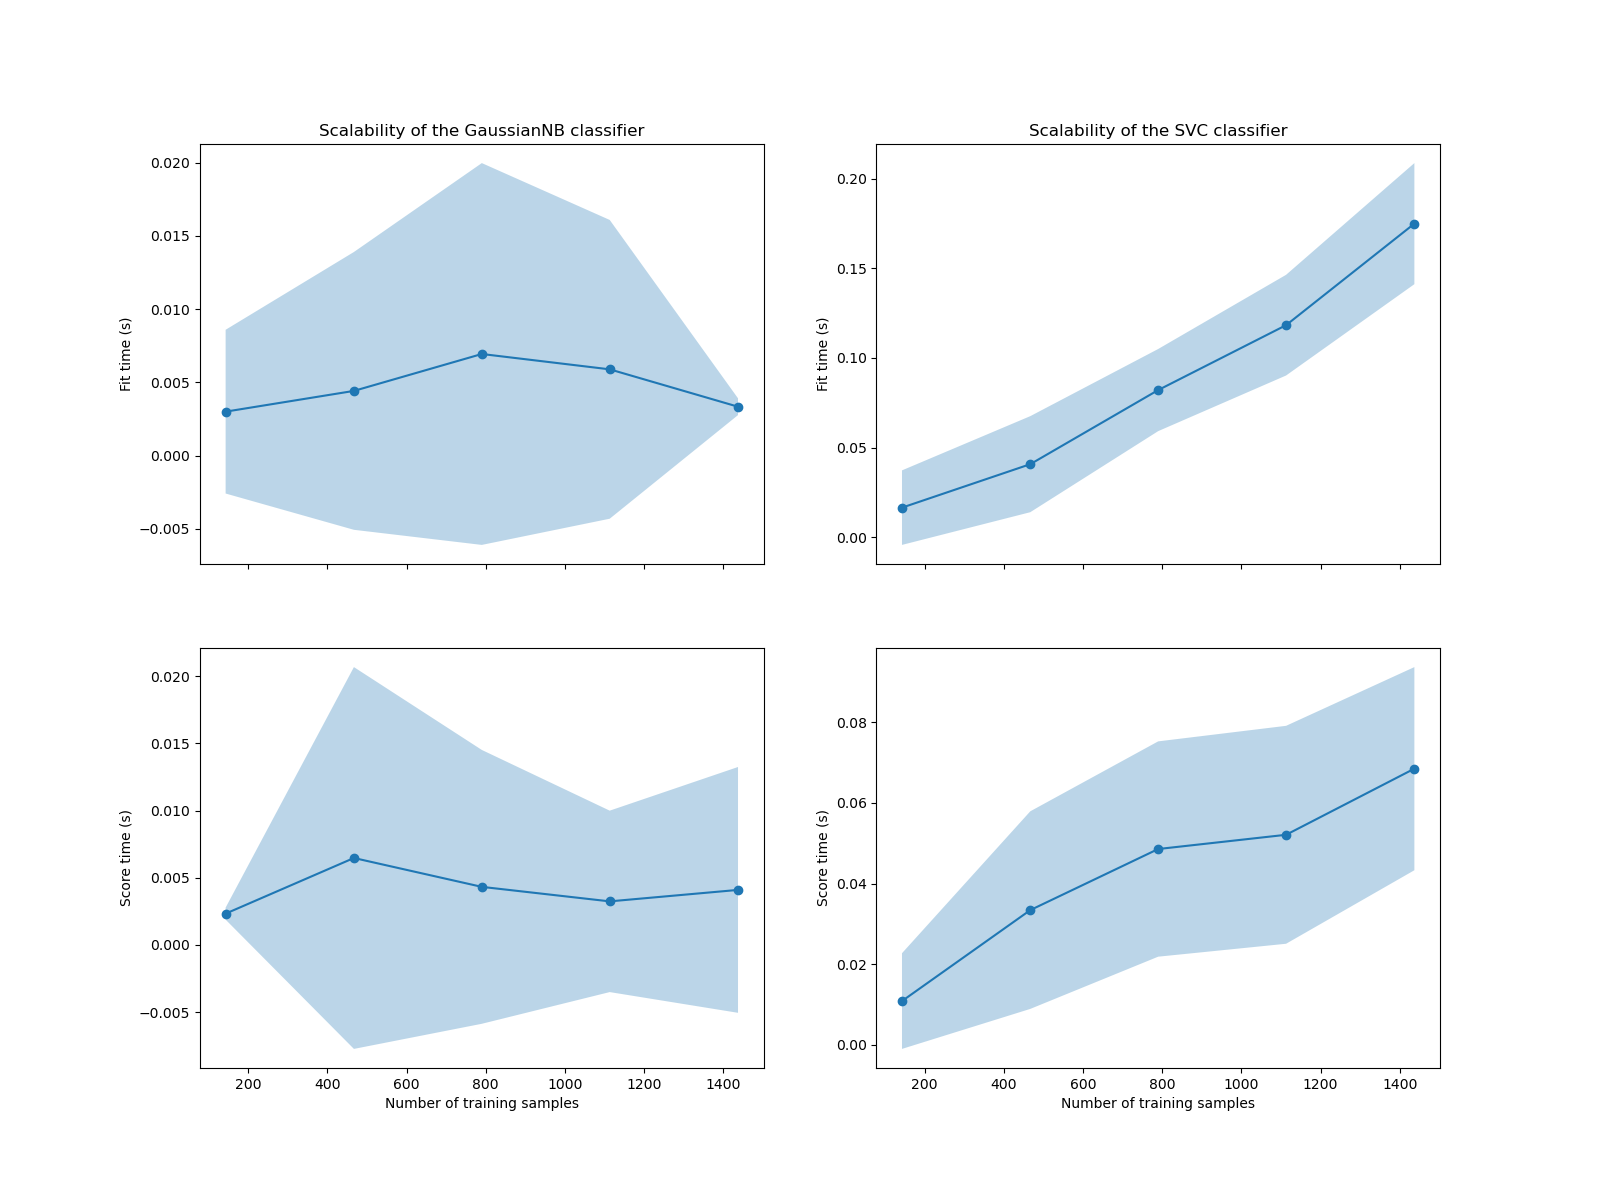 Scalability of the GaussianNB classifier
0.020
0.015
0.010
0.005
0.000
−0.005
Fit time (s)
Scalability of the SVC classifier
0.20
0.15
0.10
0.05
0.00
Fit time (s)
0.020
0.015
0.010
0.005
0.000
−0.005
Score time (s)
200 400 600 800 1000 1200 1400
Number of training samples
0.08
0.06
0.04
0.02
0.00
Score time (s)
200 400 600 800 1000 1200 1400
Number of training samples